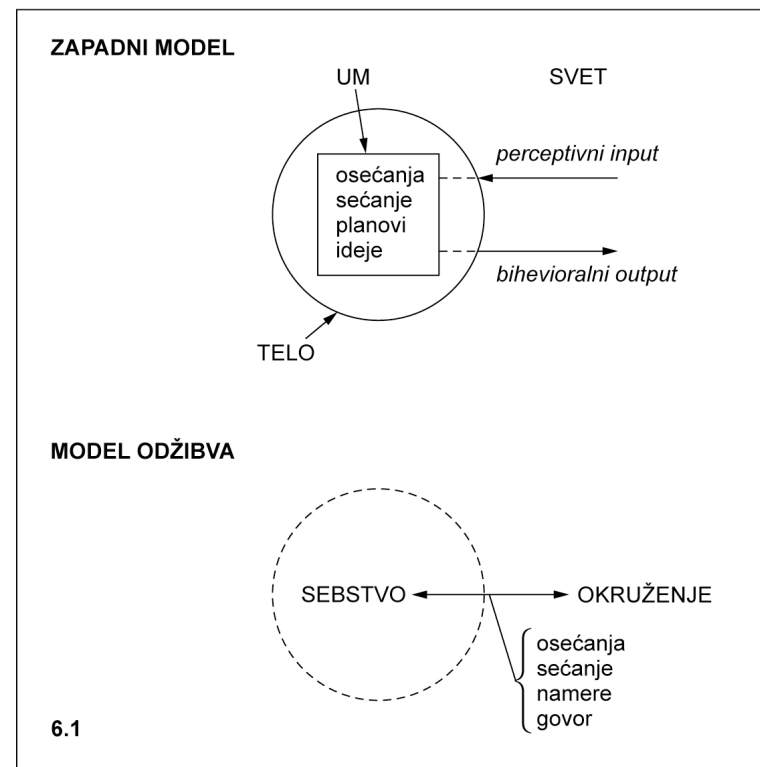 ZAPADNI MODEL
UM
SVET
perceptivni input
osećanja
sećanje
planovi
ideje
bihevioralni output
TELO
MODEL ODŽIBVA
SEBSTVO
OKRUŽENJE
osećanja
sećanje
namere
govor
6.1